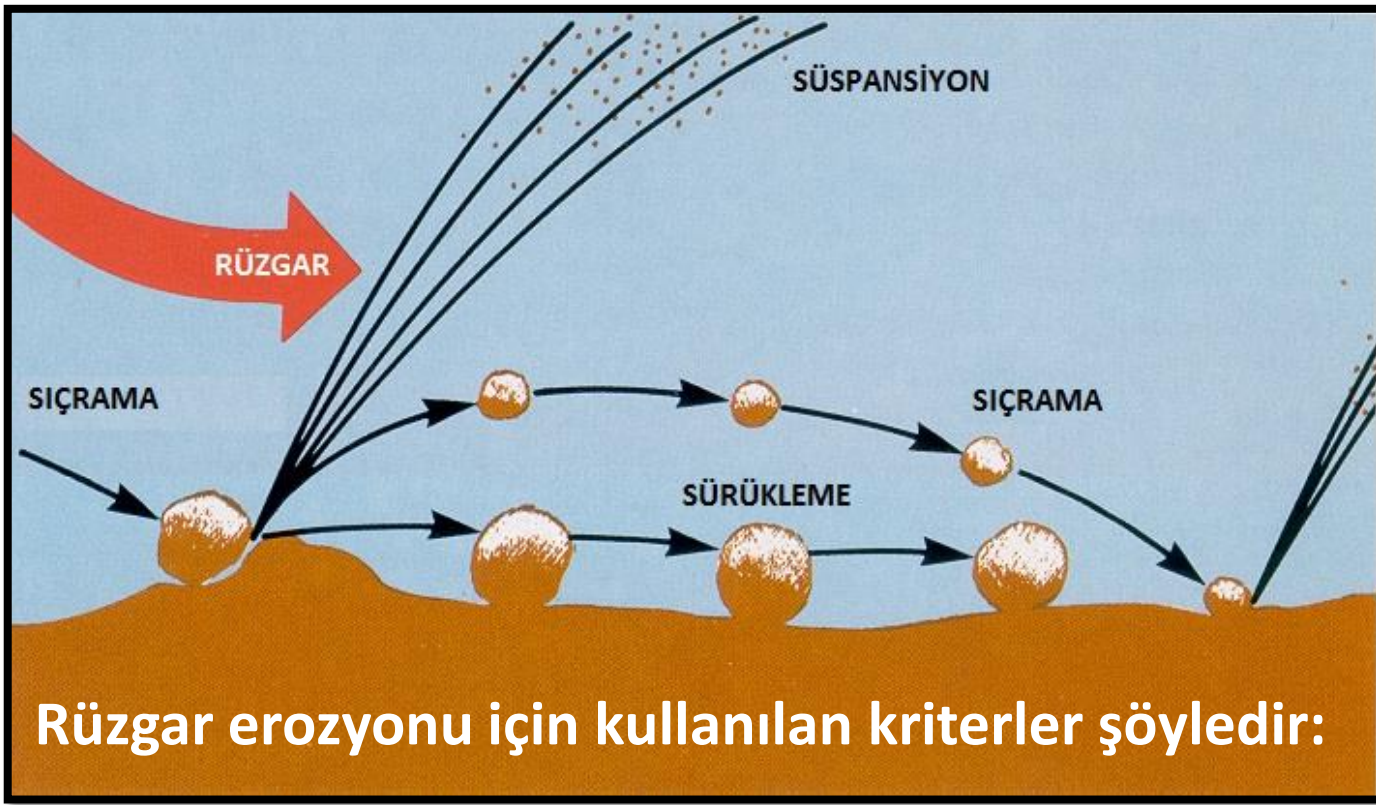 SÜSPANSİYON
RÜZGAR
SIÇRAMA
SIÇRAMA
SÜRÜKLEME
Rüzgar erozyonu için kullanılan kriterler şöyledir: